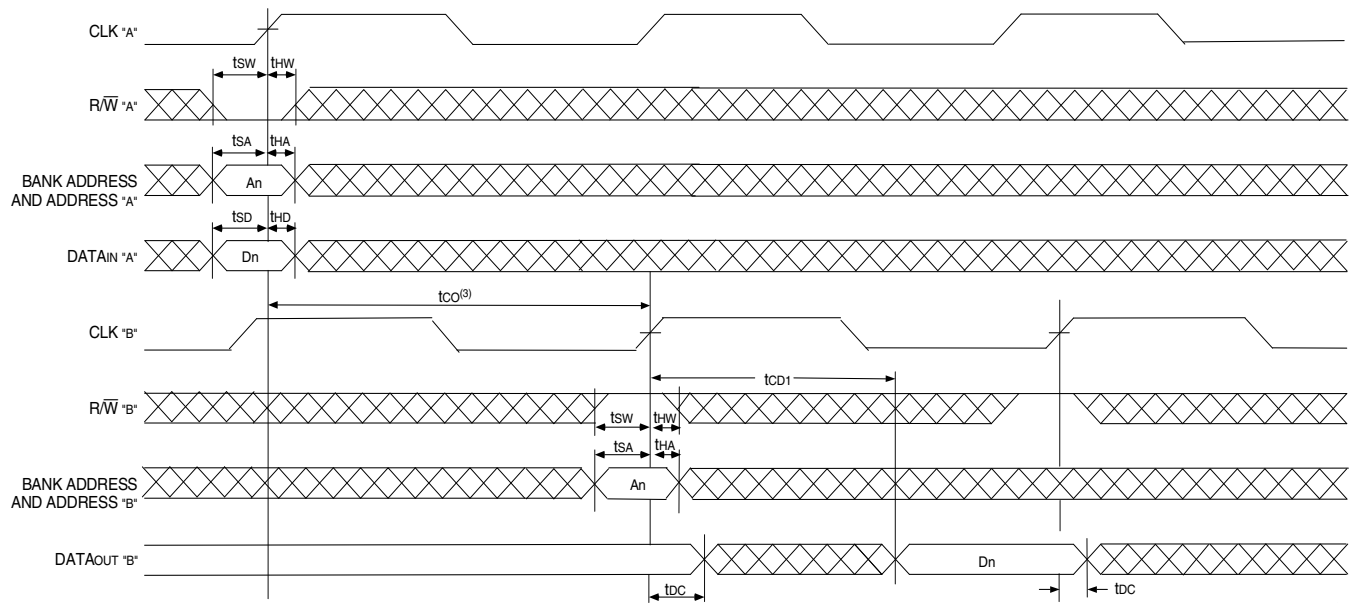 CLK "A"
tSW tHW
R/W̅ "A"
tSA tHA
BANK ADDRESS
AND ADDRESS "A"
An
tSD tHD
DATAIN "A"
Dn
tCO(3)
CLK "B"
tCD1
R/W̅ "B"
tSW tHW
tSA tHA
BANK ADDRESS
AND ADDRESS "B"
An
DATAOUT "B"
Dn
tDC tDC